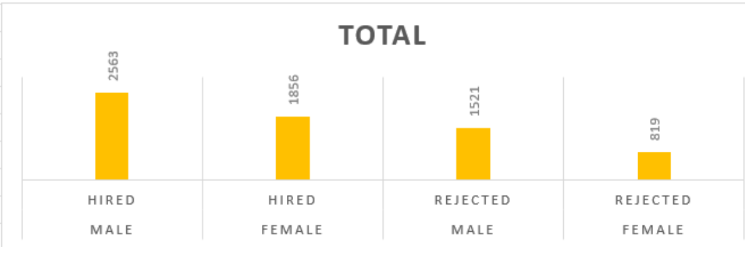 TOTAL
2563
1856
1521
819
HIRED HIRED REJECTED REJECTED
MALE FEMALE MALE FEMALE